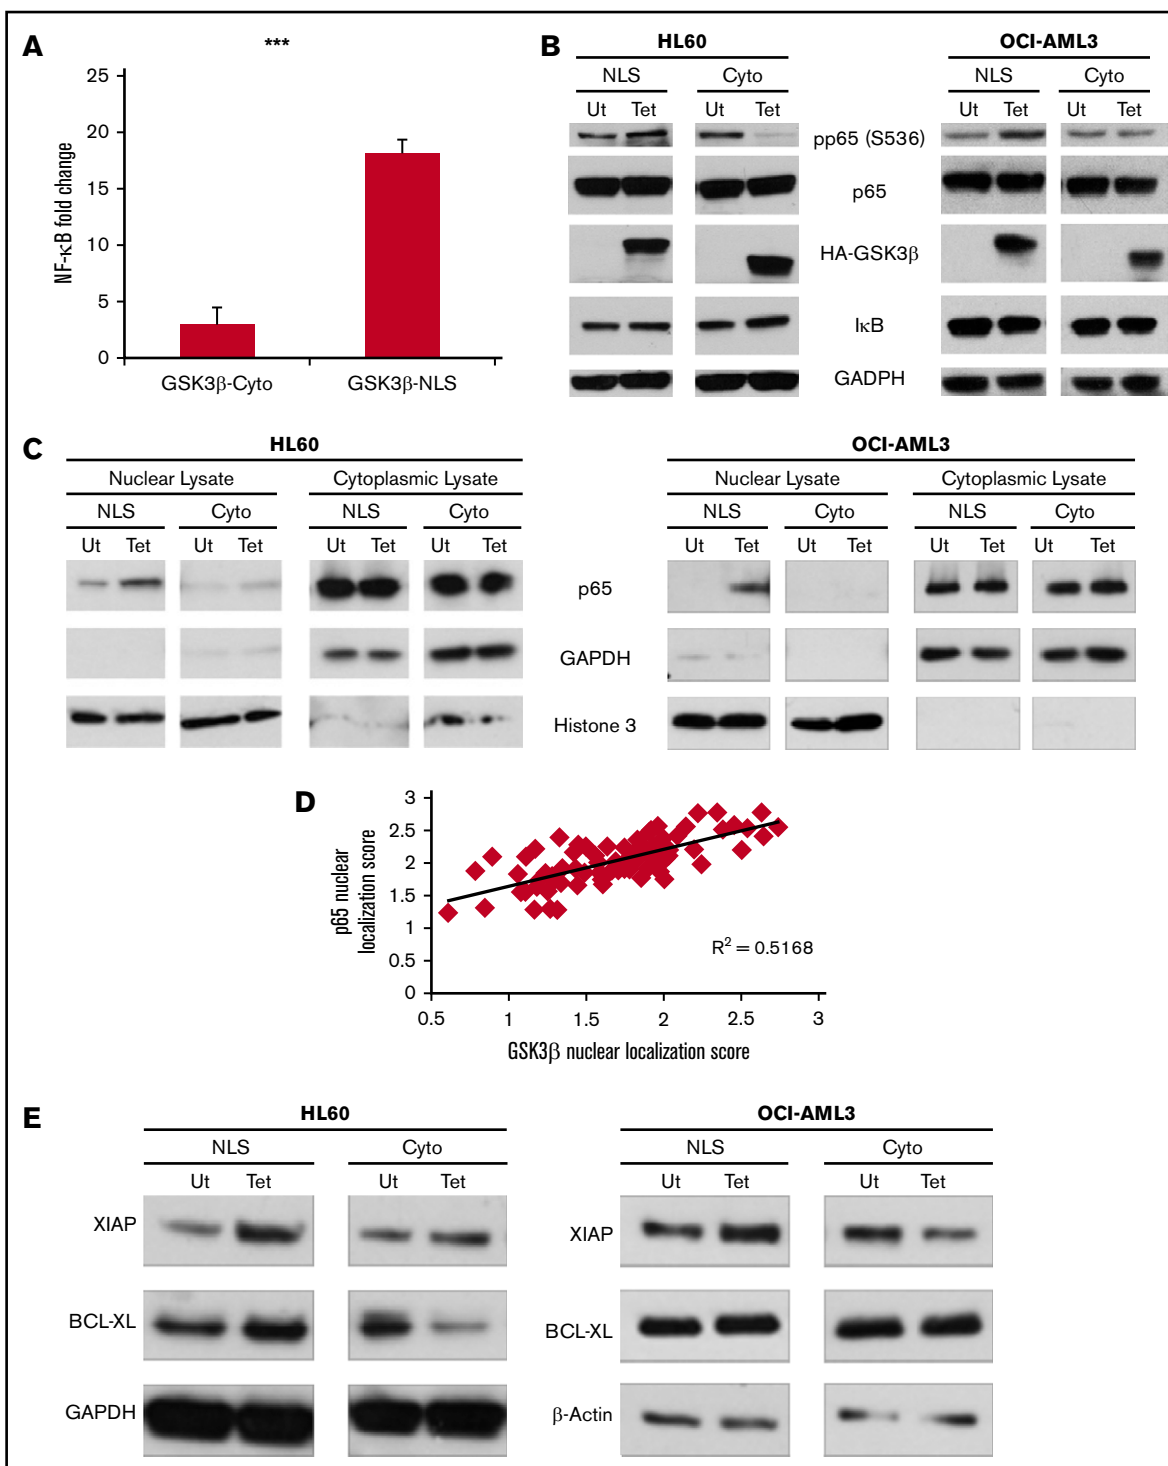 A
***
25
20
15
10
5
0
NF-κB fold change
GSK3β-Cyto
GSK3β-NLS
B
HL60
OCI-AML3
NLS
Cyto
NLS
Cyto
Ut Tet Ut Tet
Ut Tet Ut Tet
pp65 (S536)
p65
HA-GSK3β
IκB
GADPH
C
HL60
OCI-AML3
Nuclear Lysate
Cytoplasmic Lysate
Nuclear Lysate
Cytoplasmic Lysate
NLS
Cyto
NLS
Cyto
NLS
Cyto
NLS
Cyto
Ut Tet Ut Tet Ut Tet Ut Tet
Ut Tet Ut Tet Ut Tet Ut Tet
p65
GAPDH
Histone 3
D
3
2.5
2
1.5
1
0.5
0
p65 nuclear
localization score
R² = 0.5168
0.5 1 1.5 2 2.5 3
GSK3β nuclear localization score
E
HL60
OCI-AML3
NLS
Cyto
NLS
Cyto
Ut Tet Ut Tet
Ut Tet Ut Tet
XIAP
XIAP
BCL-XL
BCL-XL
GAPDH
β-Actin